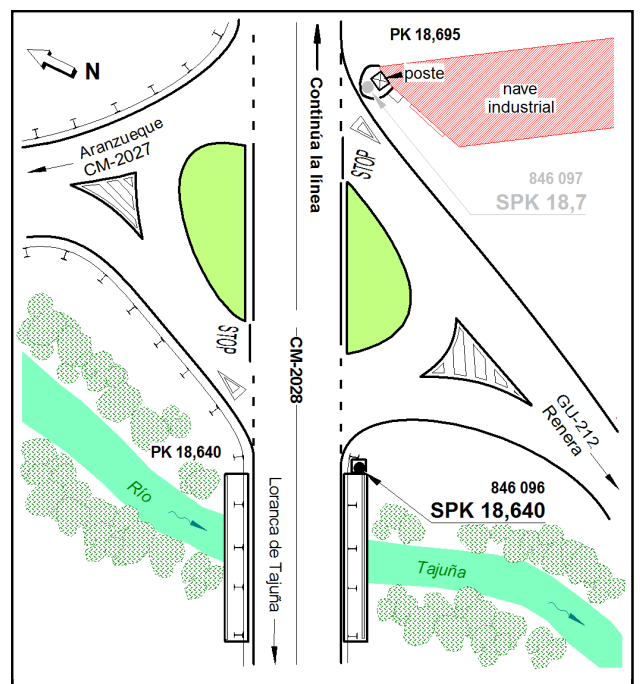 PK 18,695
N
poste
nave
industrial
Continúa la línea
Aranzueque
CM-2027
STOP
846 097
SPK 18,7
STOP
CM-2028
GU-212
Renera
PK 18,640
846 096
SPK 18,640
Río
Loranca de Tajuña
Tajuña